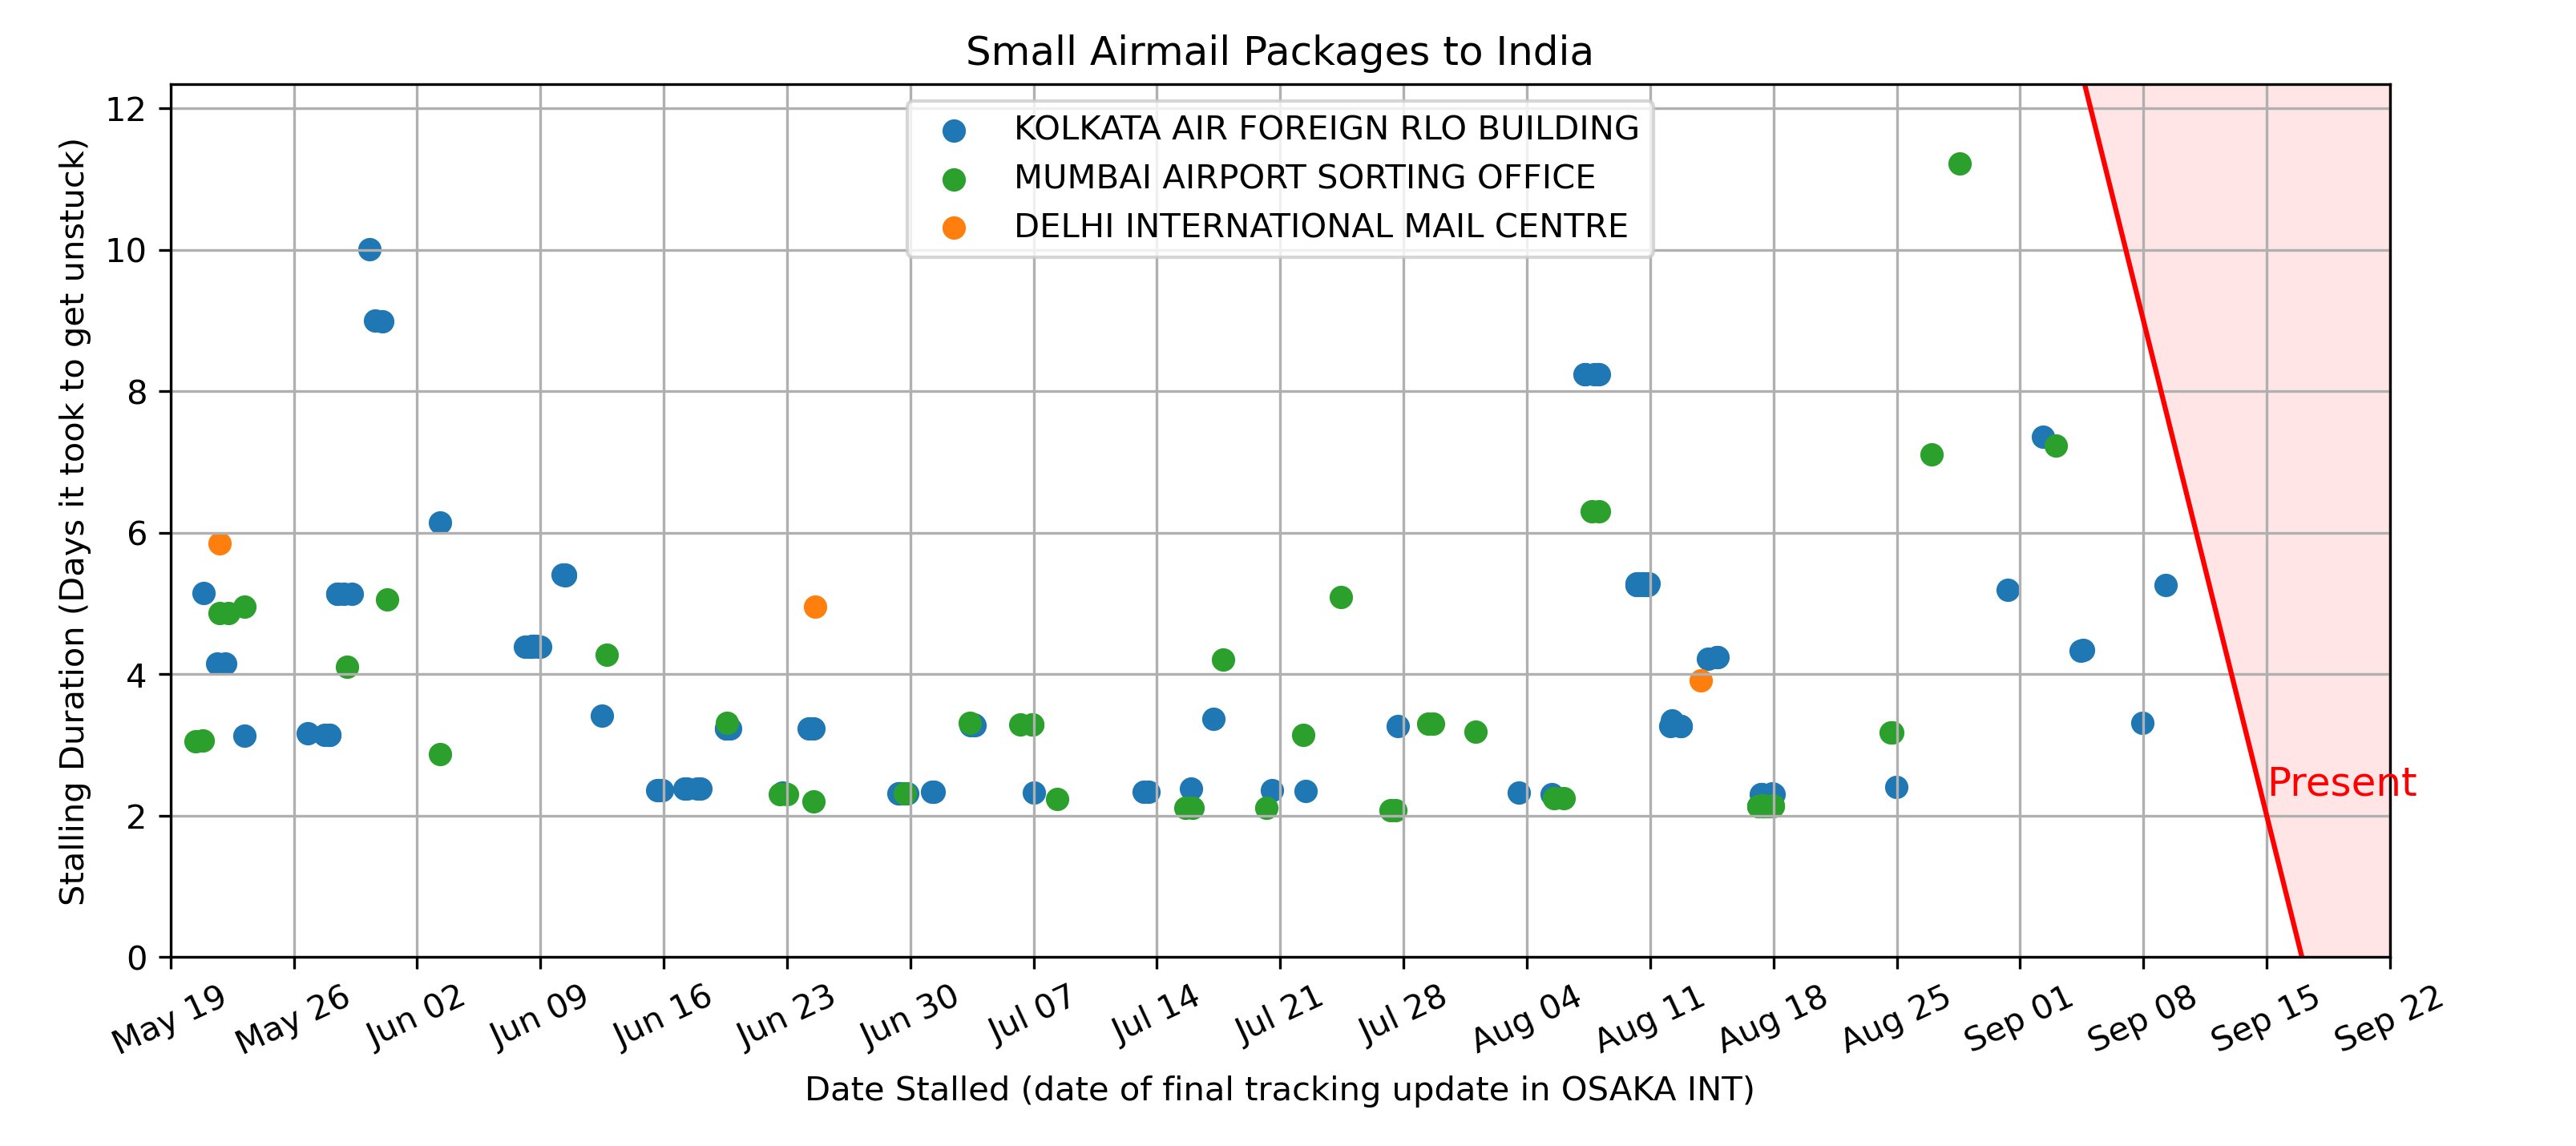 Small Airmail Packages to India
KOLKATA AIR FOREIGN RLO BUILDING
MUMBAI AIRPORT SORTING OFFICE
DELHI INTERNATIONAL MAIL CENTRE
Stalling Duration (Days it took to get unstuck)
12
10
8
6
4
2
0
Present
May 19 May 26 Jun 02 Jun 09 Jun 16 Jun 23 Jun 30 Jul 07 Jul 14 Jul 21 Jul 28 Aug 04 Aug 11 Aug 18 Aug 25 Sep 01 Sep 08 Sep 15 Sep 22
Date Stalled (date of final tracking update in OSAKA INT)